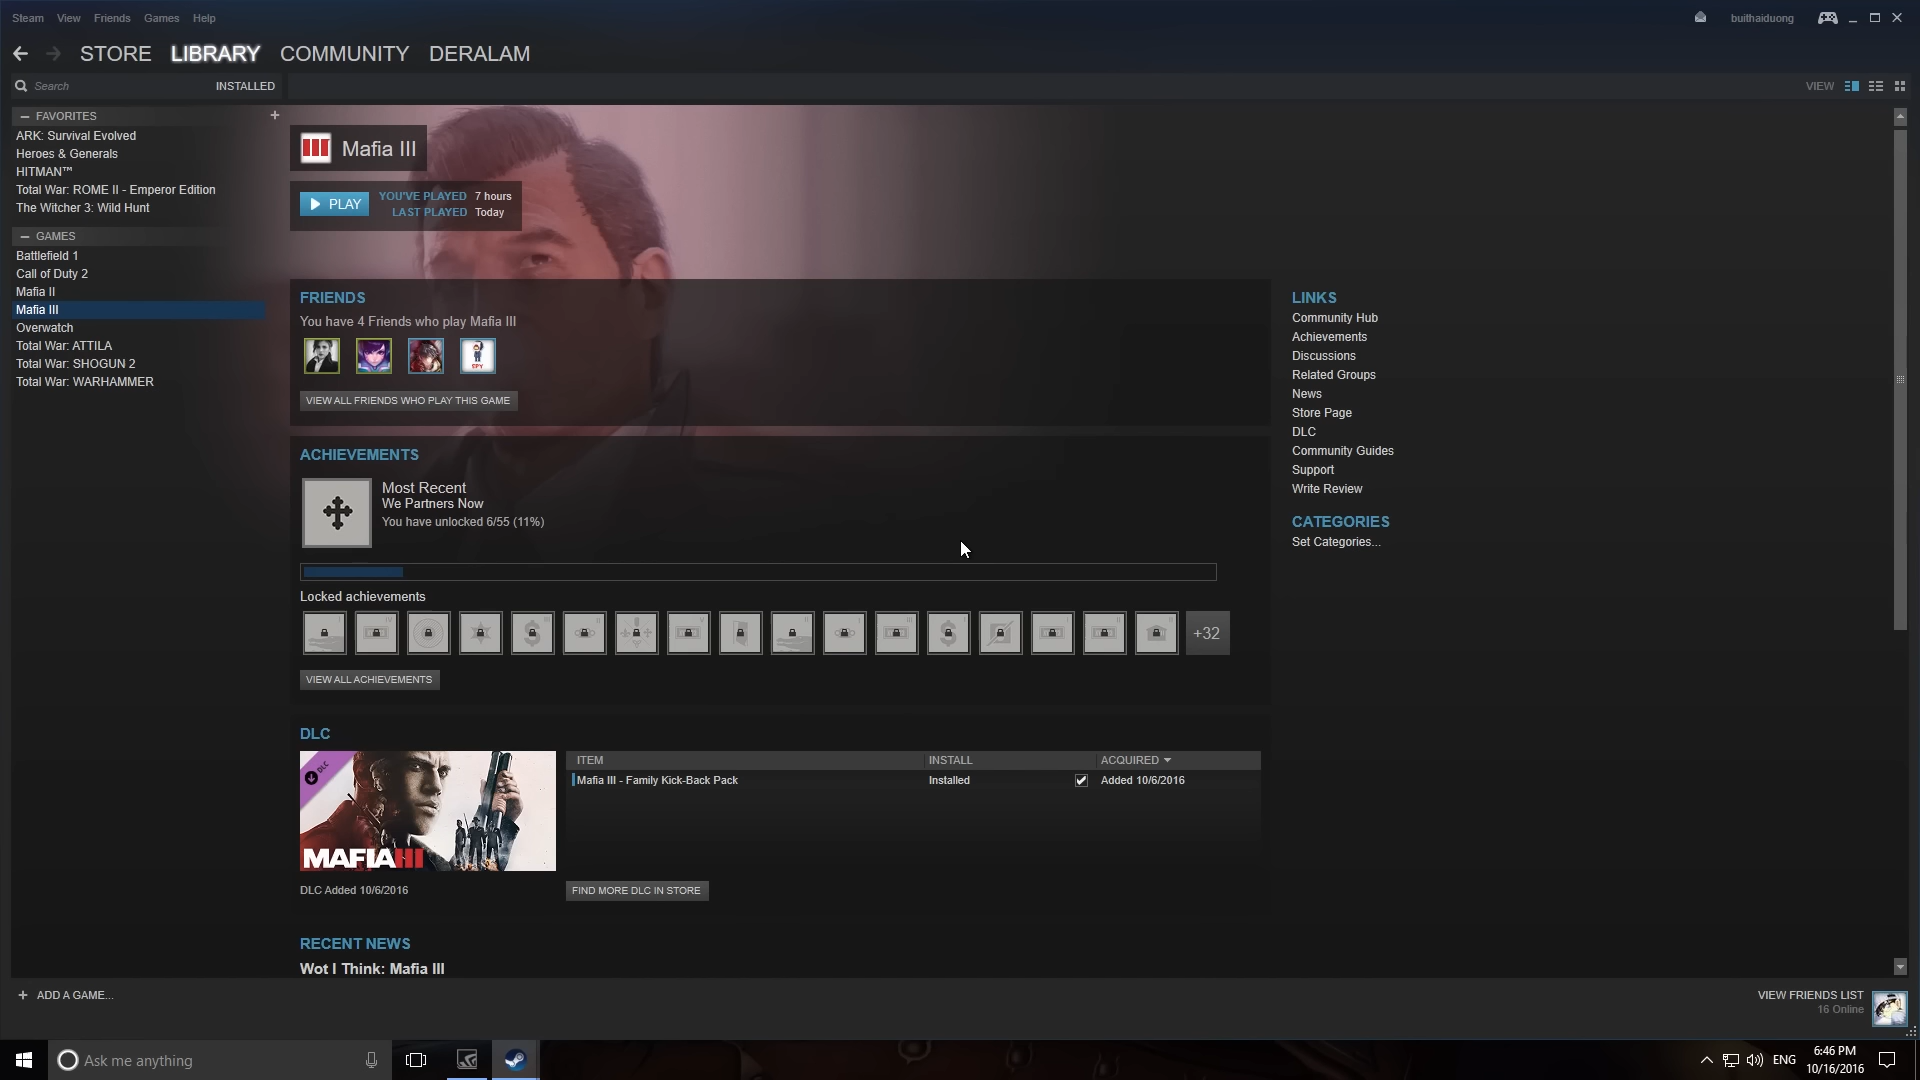 Steam View Friends Games Help
buithaiduong
STORE LIBRARY COMMUNITY DERALAM
Search INSTALLED
VIEW
FAVORITES +
ARK: Survival Evolved
Heroes & Generals
HITMAN™
Total War: ROME II - Emperor Edition
The Witcher 3: Wild Hunt
GAMES
Battlefield 1
Call of Duty 2
Mafia II
Mafia III
Overwatch
Total War: ATTILA
Total War: SHOGUN 2
Total War: WARHAMMER
Mafia III
PLAY
YOU'VE PLAYED 7 hours
LAST PLAYED Today
FRIENDS
You have 4 Friends who play Mafia III
SPY
VIEW ALL FRIENDS WHO PLAY THIS GAME
ACHIEVEMENTS
Most Recent
We Partners Now
You have unlocked 6/55 (11%)
Locked achievements
+32
VIEW ALL ACHIEVEMENTS
DLC
DLC
MAFIA III
DLC Added 10/6/2016
ITEM INSTALL ACQUIRED
Mafia III - Family Kick-Back Pack Installed Added 10/6/2016
FIND MORE DLC IN STORE
RECENT NEWS
Wot I Think: Mafia III
LINKS
Community Hub
Achievements
Discussions
Related Groups
News
Store Page
DLC
Community Guides
Support
Write Review
CATEGORIES
Set Categories...
+ ADD A GAME...
VIEW FRIENDS LIST
16 Online
Ask me anything
ENG
6:46 PM
10/16/2016